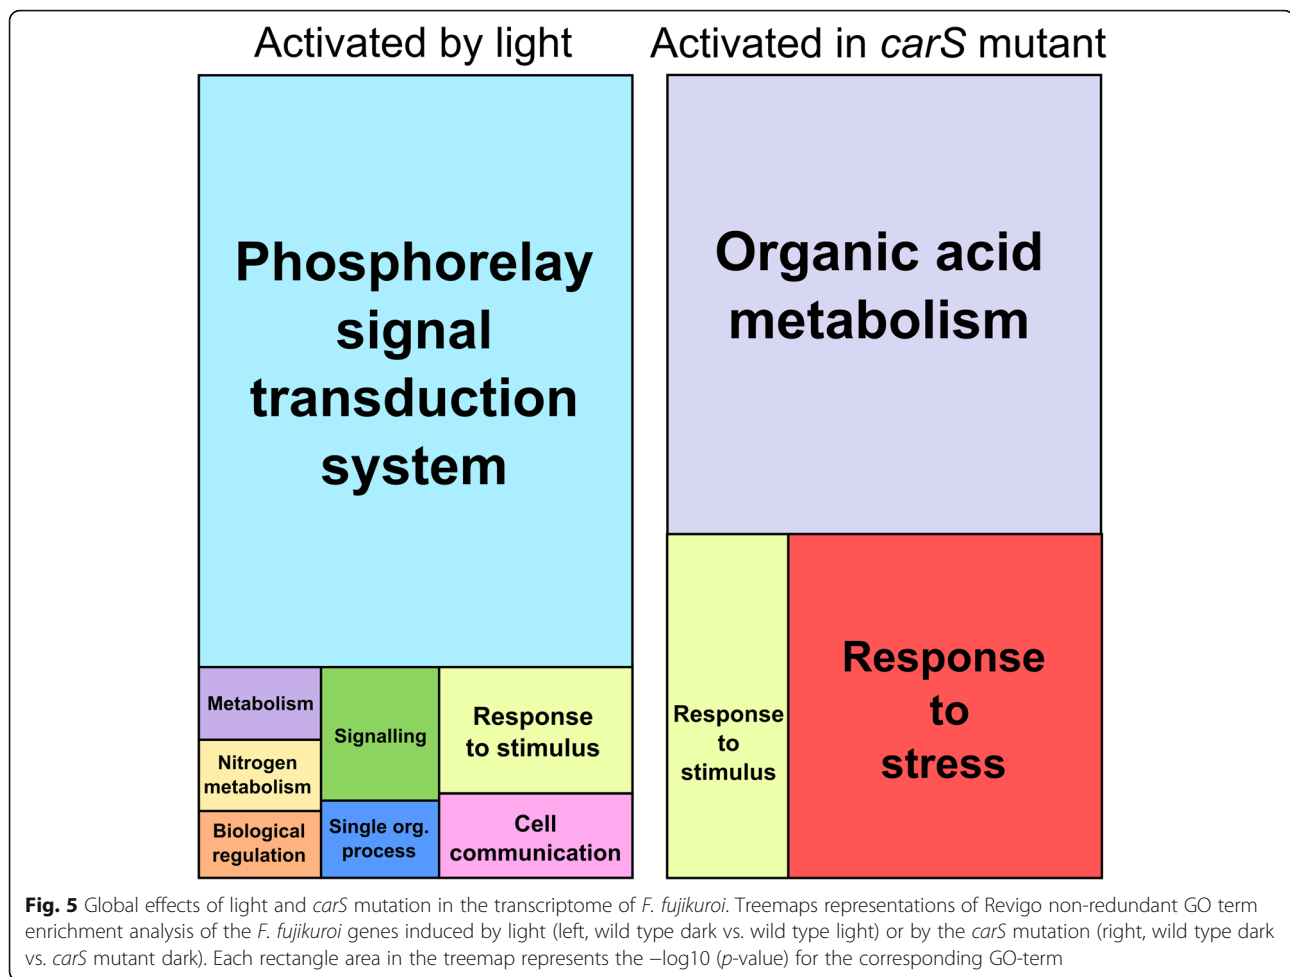 Activated by light
Activated in carS mutant
Phosphorelay
signal
transduction
system
Metabolism
Nitrogen
metabolism
Biological
regulation
Signalling
Single org.
process
Response
to stimulus
Cell
communication
Organic acid
metabolism
Response
to
stimulus
Response
to
stress
Fig. 5 Global effects of light and carS mutation in the transcriptome of F. fujikuroi. Treemaps representations of Revigo non-redundant GO term
enrichment analysis of the F. fujikuroi genes induced by light (left, wild type dark vs. wild type light) or by the carS mutation (right, wild type dark
vs. carS mutant dark). Each rectangle area in the treemap represents the −log10 (p-value) for the corresponding GO-term